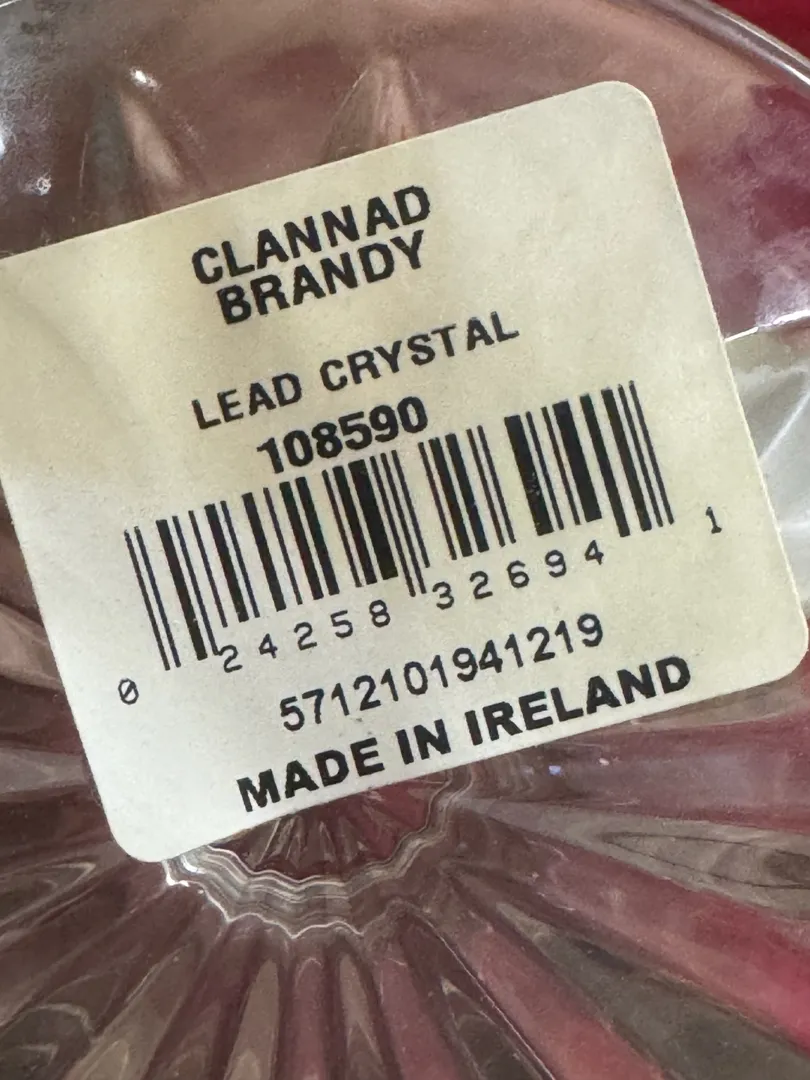 CLANNAD
BRANDY
LEAD CRYSTAL
108590
0 24258 32694 1
5712101941219
MADE IN IRELAND